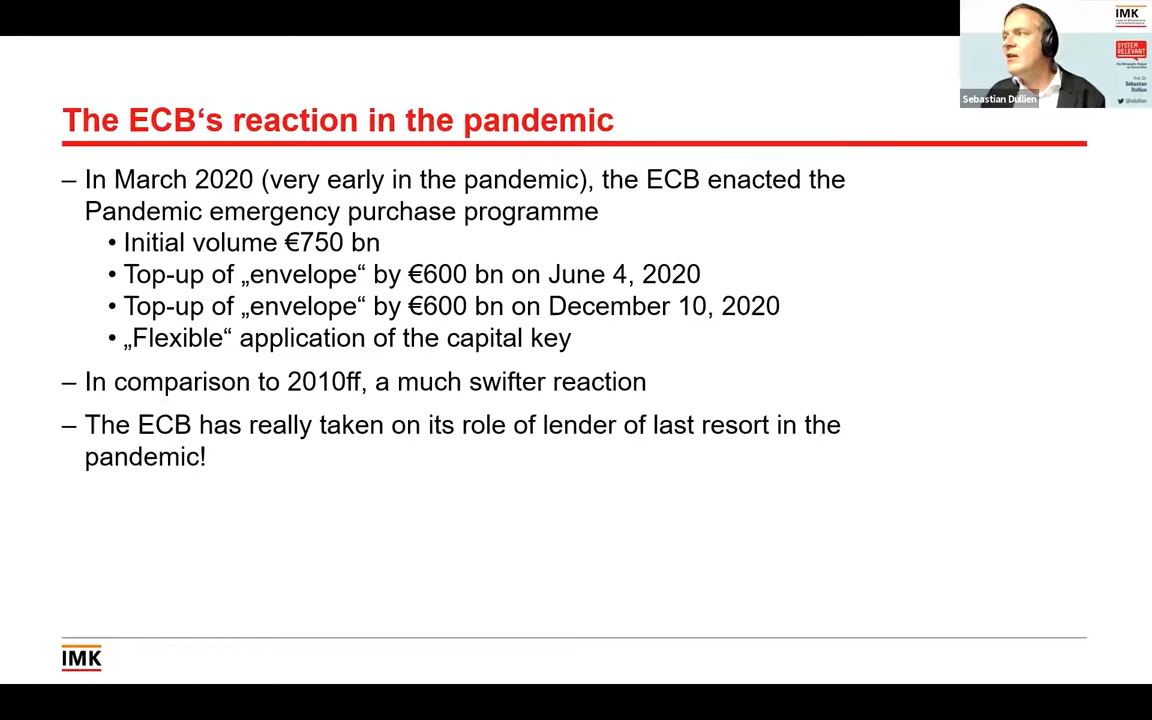 IMK
SYSTEM
RELEVANT
Prof. Dr.
Sebastian
Dullien
@sdullien
Sebastian Dullien
The ECB‘s reaction in the pandemic
– In March 2020 (very early in the pandemic), the ECB enacted the
Pandemic emergency purchase programme
• Initial volume €750 bn
• Top-up of „envelope“ by €600 bn on June 4, 2020
• Top-up of „envelope“ by €600 bn on December 10, 2020
• „Flexible“ application of the capital key
– In comparison to 2010ff, a much swifter reaction
– The ECB has really taken on its role of lender of last resort in the
pandemic!
IMK